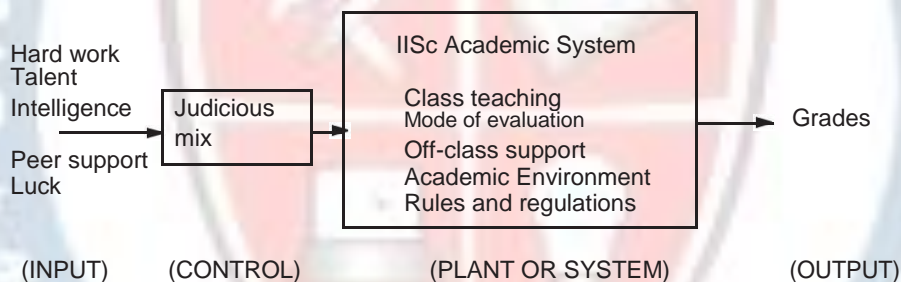 Hard work
Talent
Intelligence
Peer support
Luck
Judicious
mix
IISc Academic System
Class teaching
Mode of evaluation
Off-class support
Academic Environment
Rules and regulations
Grades
(INPUT) (CONTROL) (PLANT OR SYSTEM) (OUTPUT)